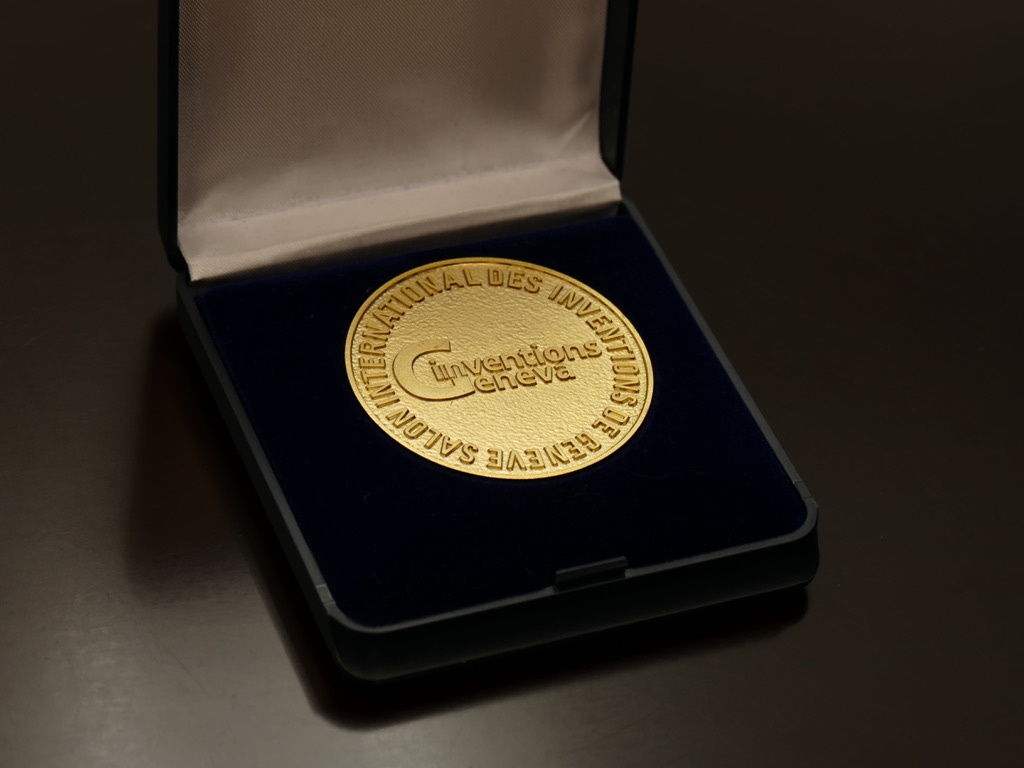 SALON INTERNATIONAL DES INVENTIONS DE GENEVE
inventions
Geneva